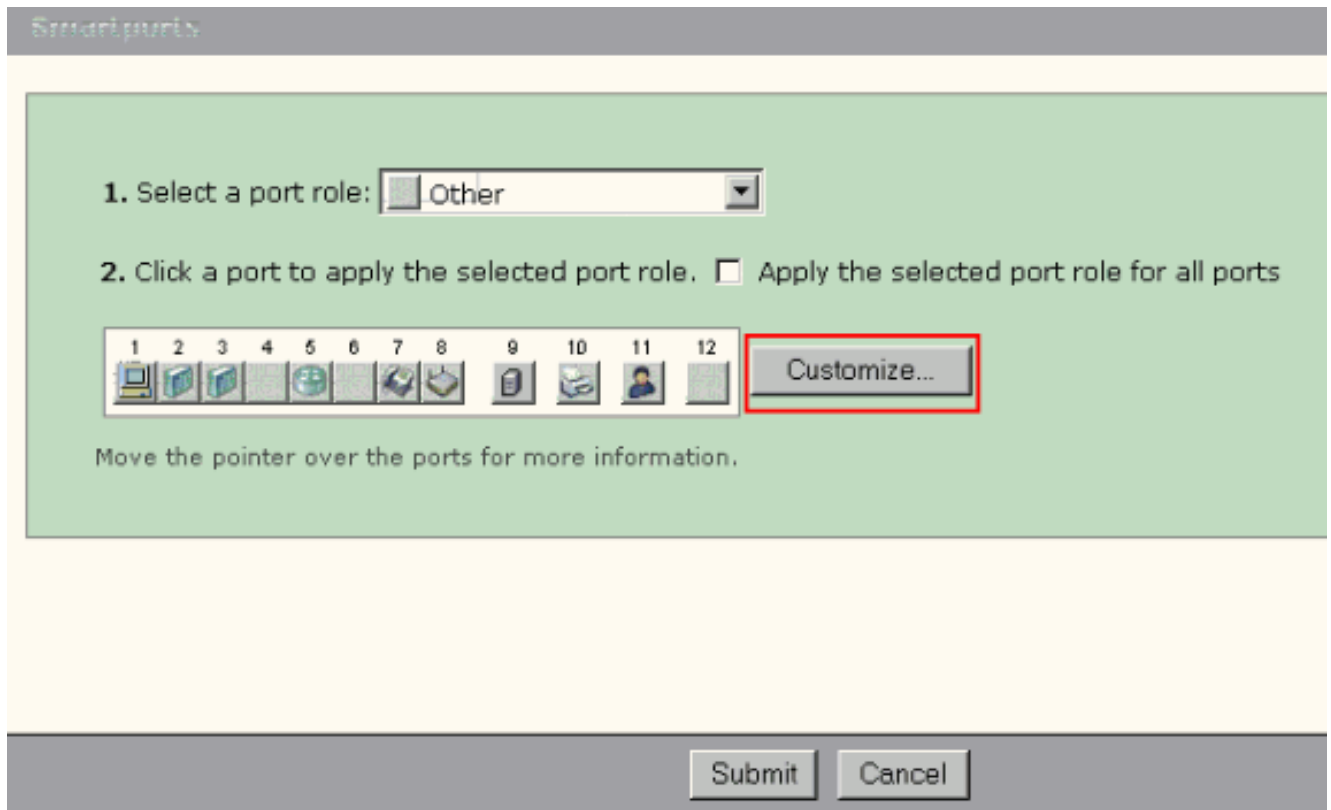 Smartports
1. Select a port role: Other
2. Click a port to apply the selected port role. Apply the selected port role for all ports
1 2 3 4 5 6 7 8 9 10 11 12
Customize...
Move the pointer over the ports for more information.
Submit Cancel